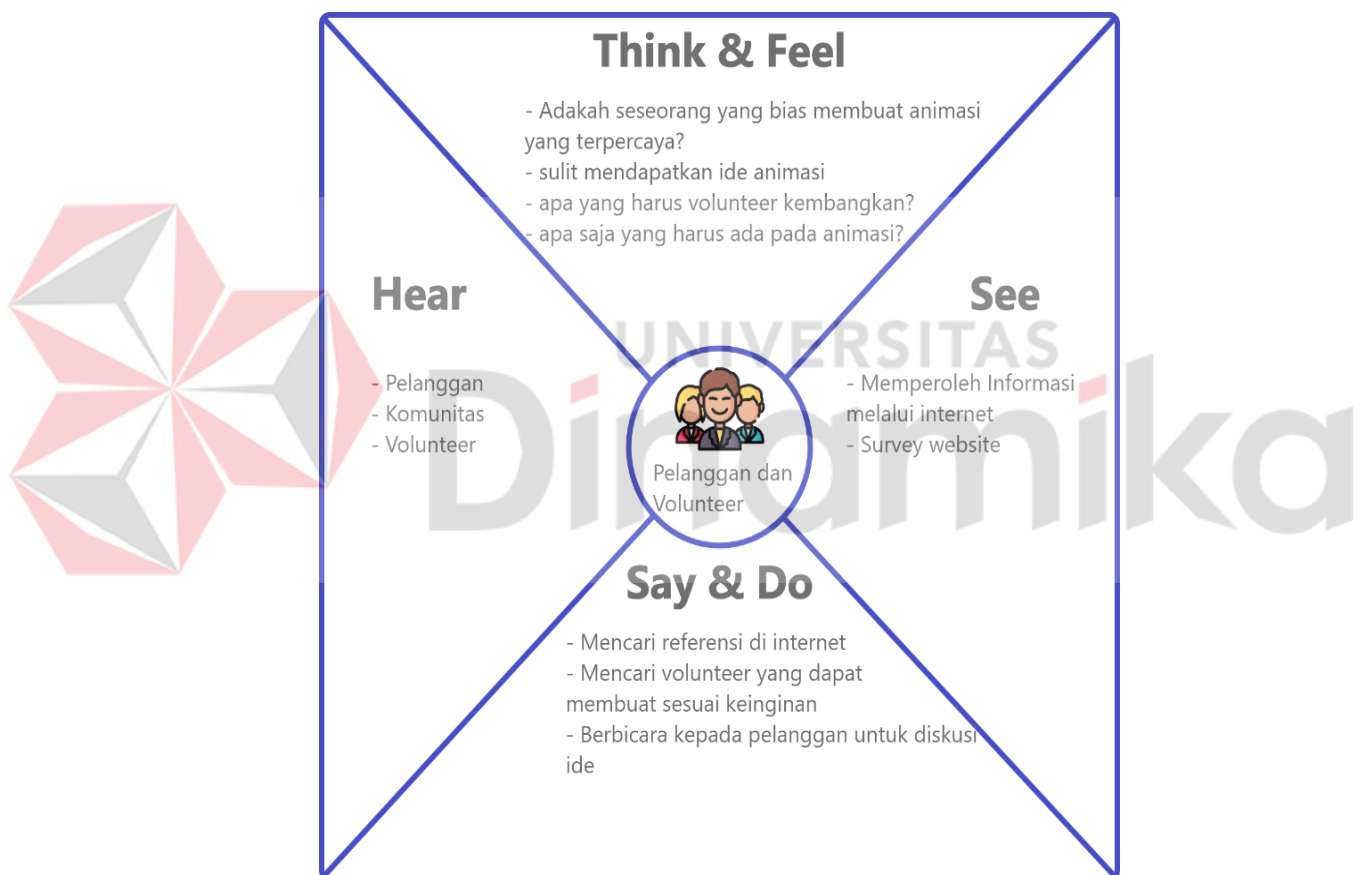 Think & Feel
- Adakah seseorang yang bias membuat animasi
yang terpercaya?
- sulit mendapatkan ide animasi
- apa yang harus volunteer kembangkan?
- apa saja yang harus ada pada animasi?
Hear
- Pelanggan
- Komunitas
- Volunteer
See
- Memperoleh Informasi
melalui internet
- Survey website
UNIVERSITAS
Dinamika
Pelanggan dan
Volunteer
Say & Do
- Mencari referensi di internet
- Mencari volunteer yang dapat
membuat sesuai keinginan
- Berbicara kepada pelanggan untuk diskusi
ide